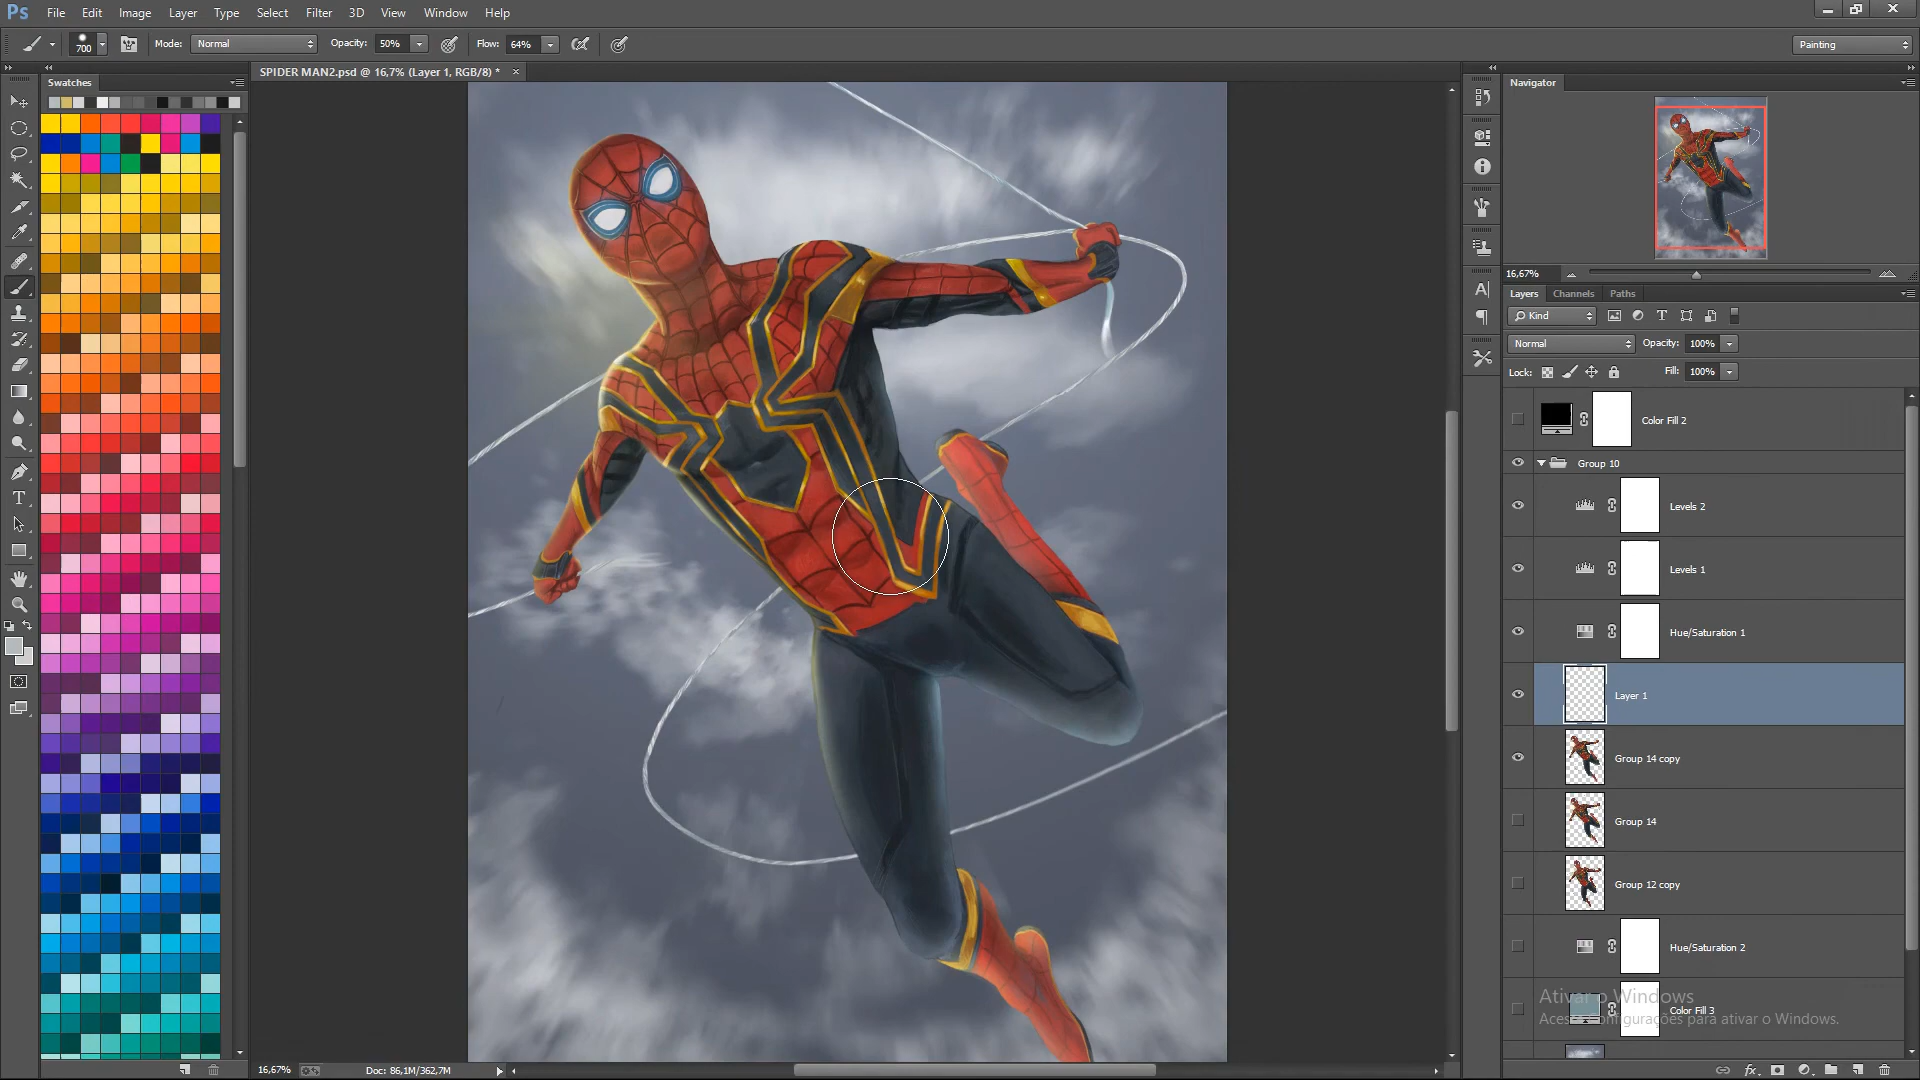 Ps File Edit Image Layer Type Select Filter 3D View Window Help
700 Mode: Normal Opacity: 50% Flow: 64% Painting
SPIDER MAN2.psd @ 16,7% (Layer 1, RGB/8) * ×
Swatches
Navigator
16,67%
Layers Channels Paths
Kind
Normal Opacity: 100%
Lock: Fill: 100%
Color Fill 2
Group 10
Levels 2
Levels 1
Hue/Saturation 1
Layer 1
Group 14 copy
Group 14
Group 12 copy
Hue/Saturation 2
Color Fill 3
Ativar o Windows
Acesse Configurações para ativar o Windows.
16,67% Doc: 86,1M/362,7M